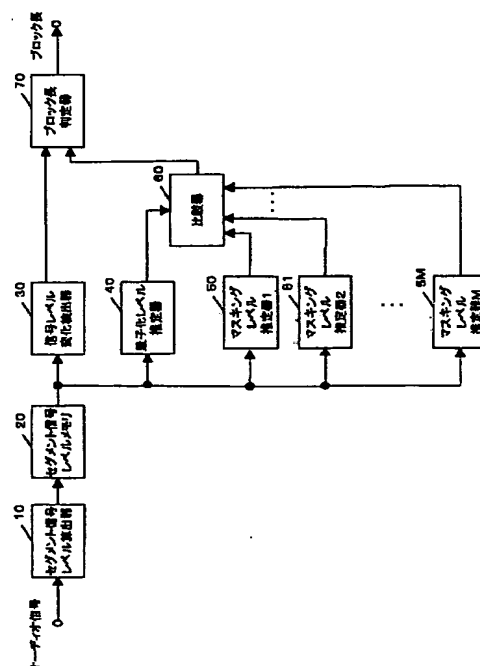 オーディオ信号
10
セグメント信号
レベル算出器
20
セグメント信号
レベルメモリ
30
信号レベル
変化検出器
40
量子化レベル
推定器
50
マスキング
レベル
推定器1
51
マスキング
レベル
推定器2
...
5M
マスキング
レベル
推定器M
60
比較器
...
70
ブロック長
判定器
ブロック長